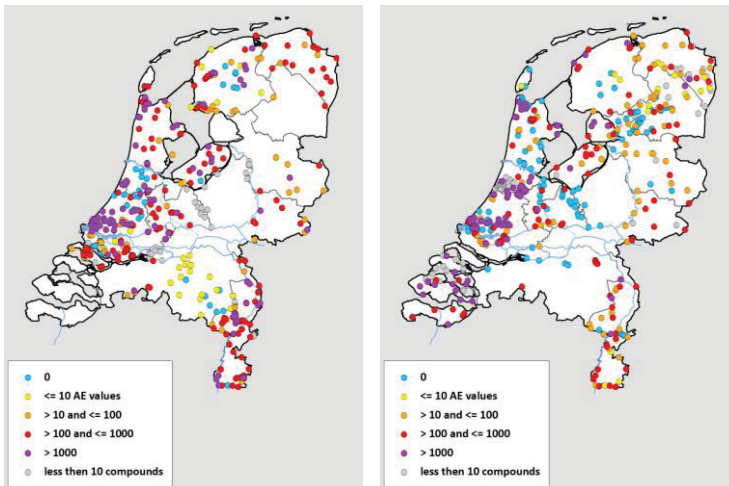 0
<= 10 AE values
> 10 and <= 100
> 100 and <= 1000
> 1000
less then 10 compounds
0
<= 10 AE values
> 10 and <= 100
> 100 and <= 1000
> 1000
less then 10 compounds